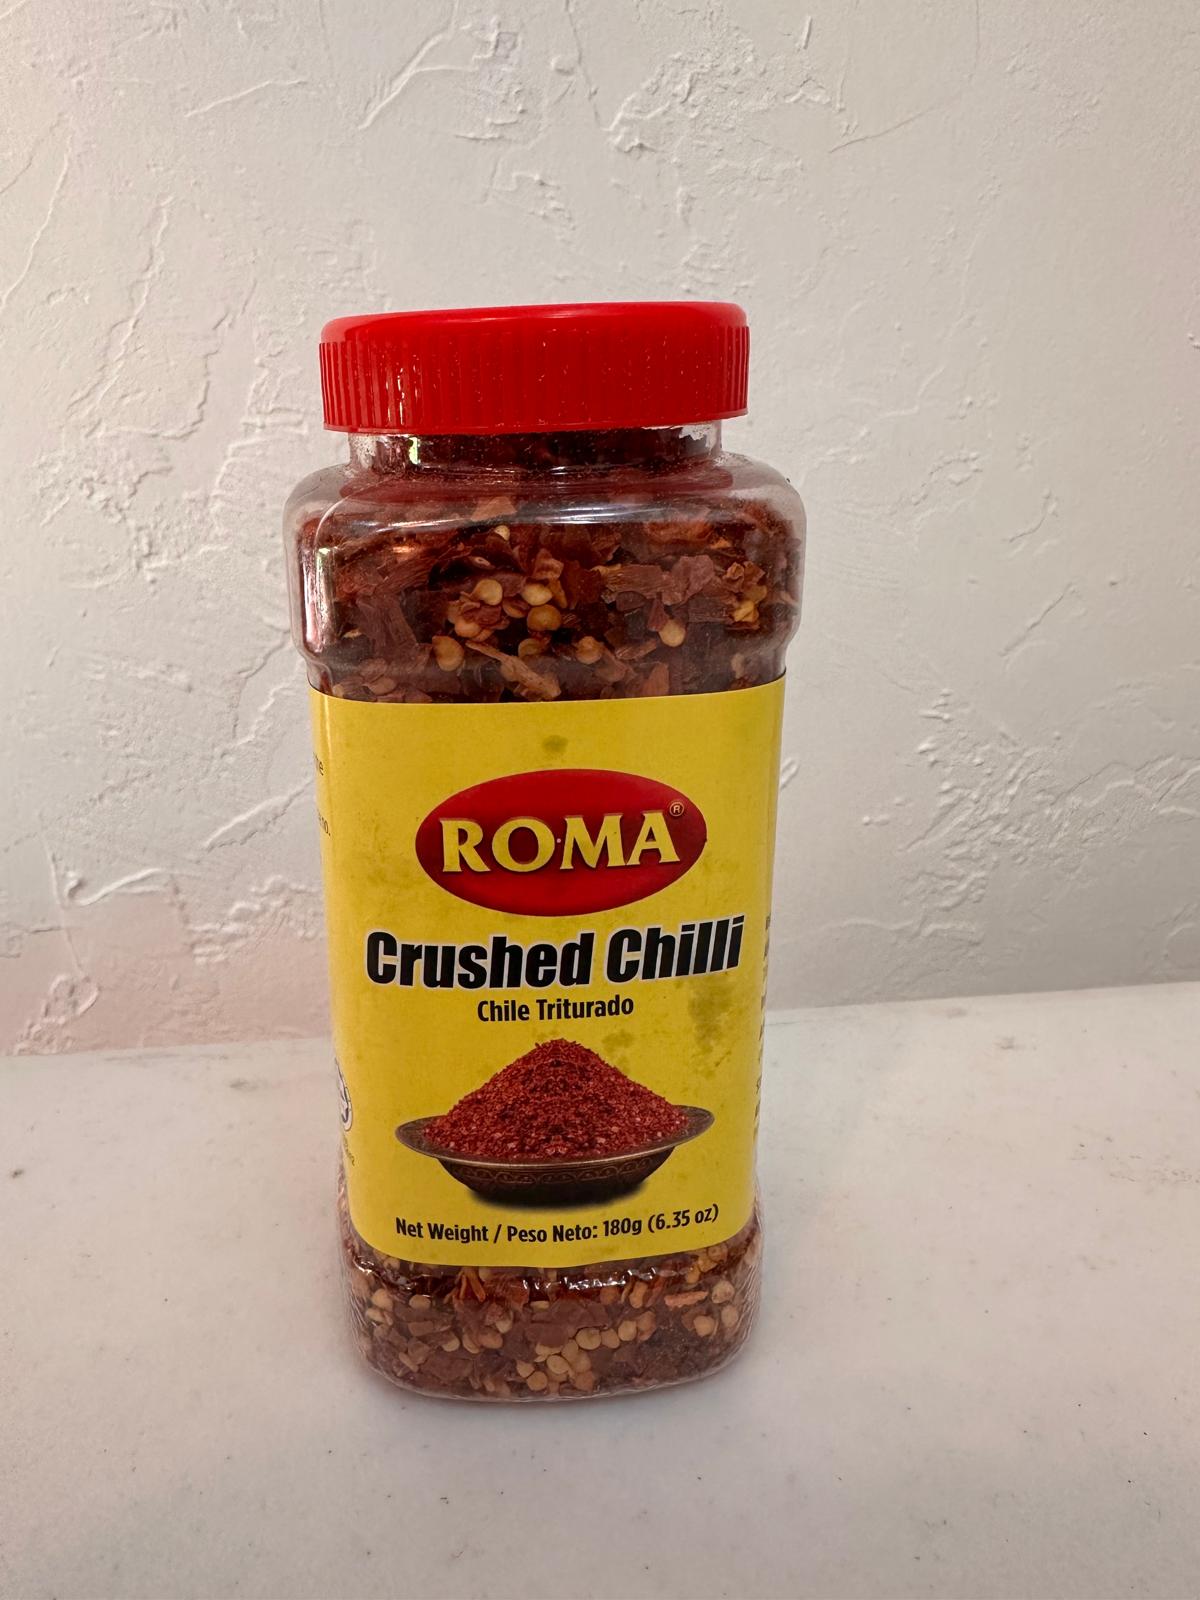 ROMA®
Crushed Chilli
Chile Triturado
Net Weight / Peso Neto: 180g (6.35 oz)